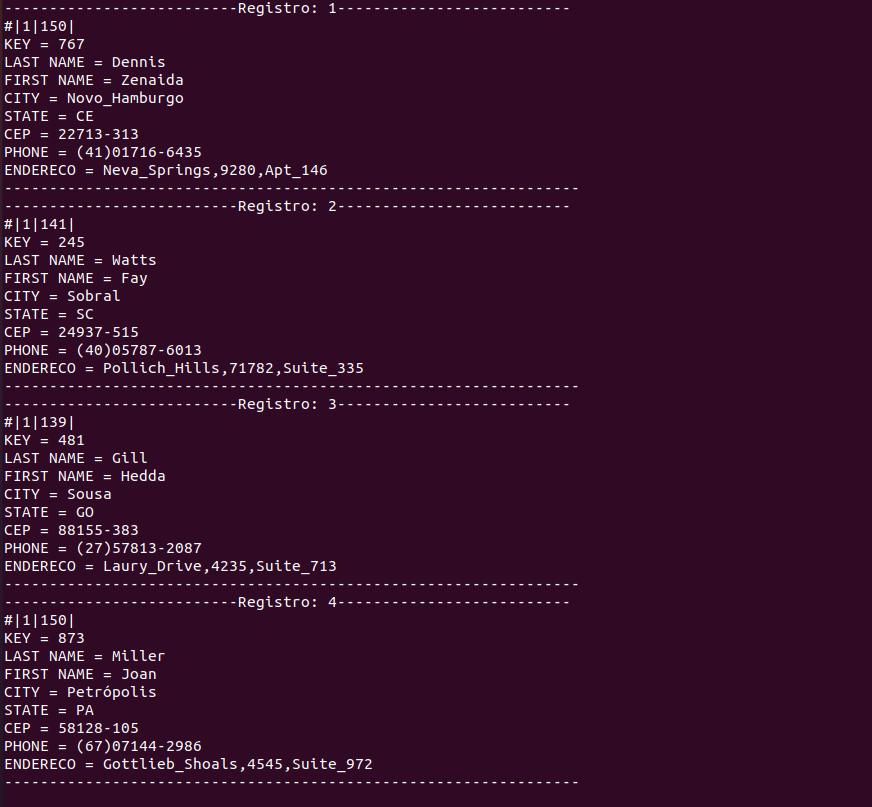 --------------------------Registro: 1--------------------------
#|1|150|
KEY = 767
LAST NAME = Dennis
FIRST NAME = Zenaida
CITY = Novo_Hamburgo
STATE = CE
CEP = 22713-313
PHONE = (41)01716-6435
ENDERECO = Neva_Springs,9280,Apt_146
----------------------------------------------------------------
--------------------------Registro: 2--------------------------
#|1|141|
KEY = 245
LAST NAME = Watts
FIRST NAME = Fay
CITY = Sobral
STATE = SC
CEP = 24937-515
PHONE = (40)05787-6013
ENDERECO = Pollich_Hills,71782,Suite_335
----------------------------------------------------------------
--------------------------Registro: 3--------------------------
#|1|139|
KEY = 481
LAST NAME = Gill
FIRST NAME = Hedda
CITY = Sousa
STATE = GO
CEP = 88155-383
PHONE = (27)57813-2087
ENDERECO = Laury_Drive,4235,Suite_713
----------------------------------------------------------------
--------------------------Registro: 4--------------------------
#|1|150|
KEY = 873
LAST NAME = Miller
FIRST NAME = Joan
CITY = Petrópolis
STATE = PA
CEP = 58128-105
PHONE = (67)07144-2986
ENDERECO = Gottlieb_Shoals,4545,Suite_972
----------------------------------------------------------------